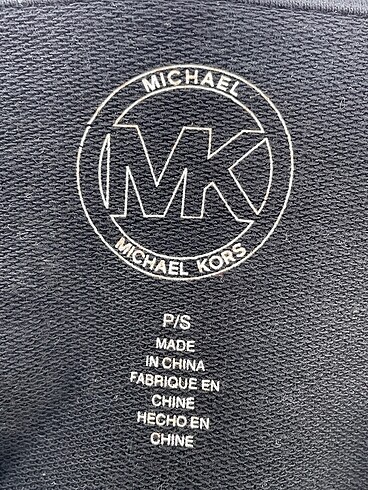 MICHAEL
MK
MICHAEL KORS
P/S
MADE
IN CHINA
FABRIQUE EN
CHINE
HECHO EN
CHINE